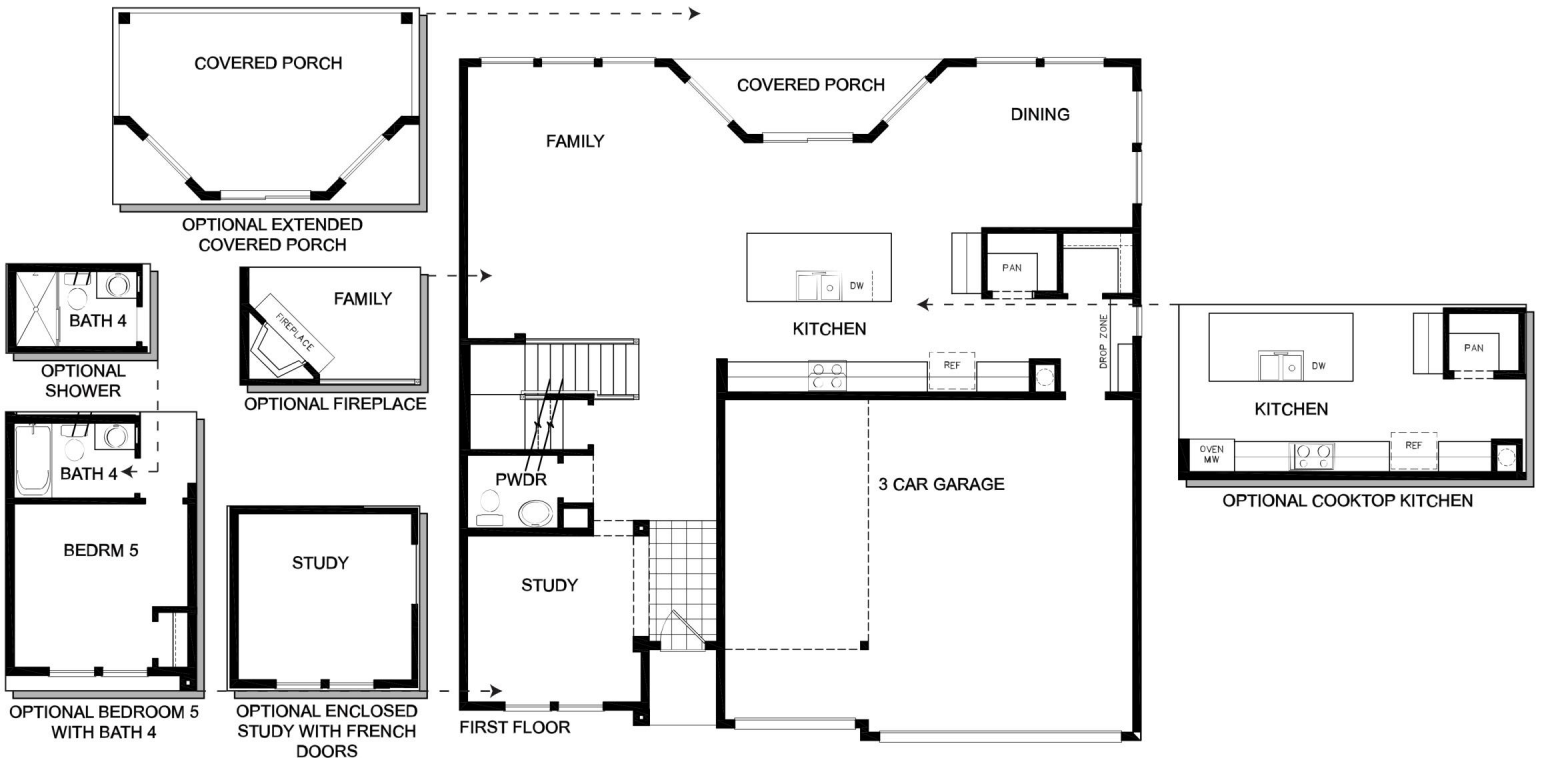 COVERED PORCH
OPTIONAL EXTENDED
COVERED PORCH
BATH 4
OPTIONAL
SHOWER
FAMILY
FIREPLACE
OPTIONAL FIREPLACE
BATH 4
BEDRM 5
OPTIONAL BEDROOM 5
WITH BATH 4
STUDY
OPTIONAL ENCLOSED
STUDY WITH FRENCH
DOORS
COVERED PORCH
FAMILY
DINING
PAN
DW
KITCHEN
DROP ZONE
REF
PWDR
3 CAR GARAGE
STUDY
FIRST FLOOR
PAN
DW
KITCHEN
OVEN
MW
REF
OPTIONAL COOKTOP KITCHEN